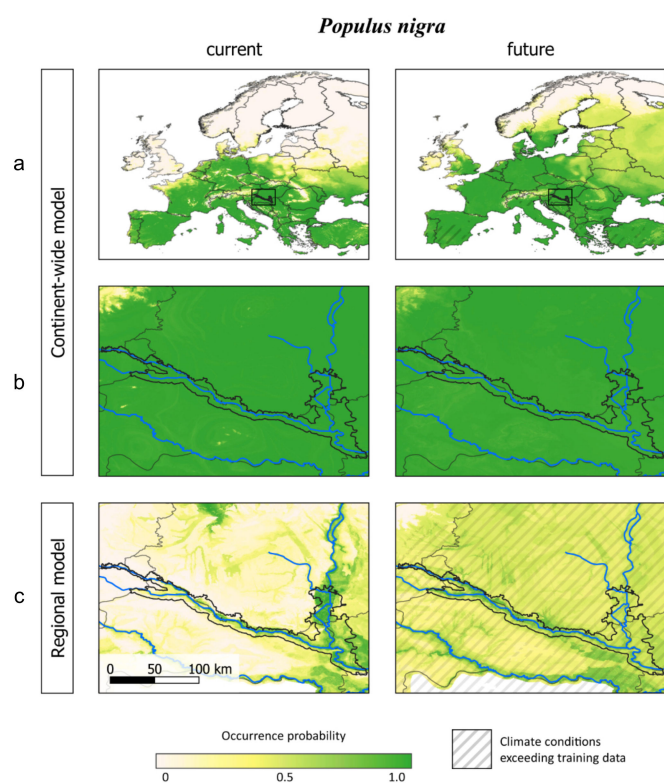 Populus nigra
current
future
Continent-wide model
a
b
Regional model
c
0 50 100 km
Occurrence probability
0 0.5 1.0
Climate conditions
exceeding training data